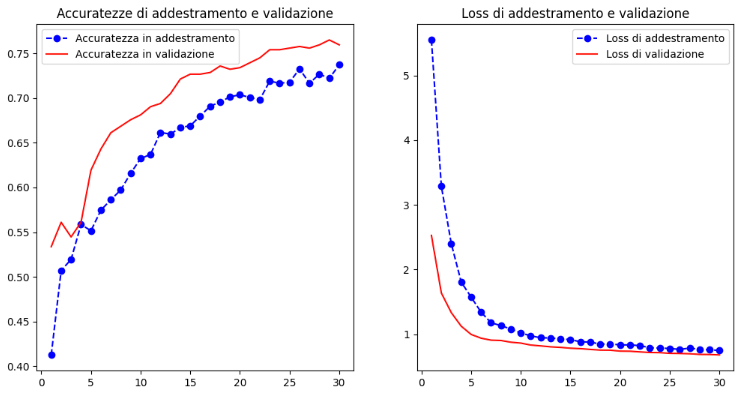 Accuratezze di addestramento e validazione
Accuratezza in addestramento
Accuratezza in validazione
0.75
0.70
0.65
0.60
0.55
0.50
0.45
0.40
0 5 10 15 20 25 30
Loss di addestramento e validazione
Loss di addestramento
Loss di validazione
5
4
3
2
1
0 5 10 15 20 25 30